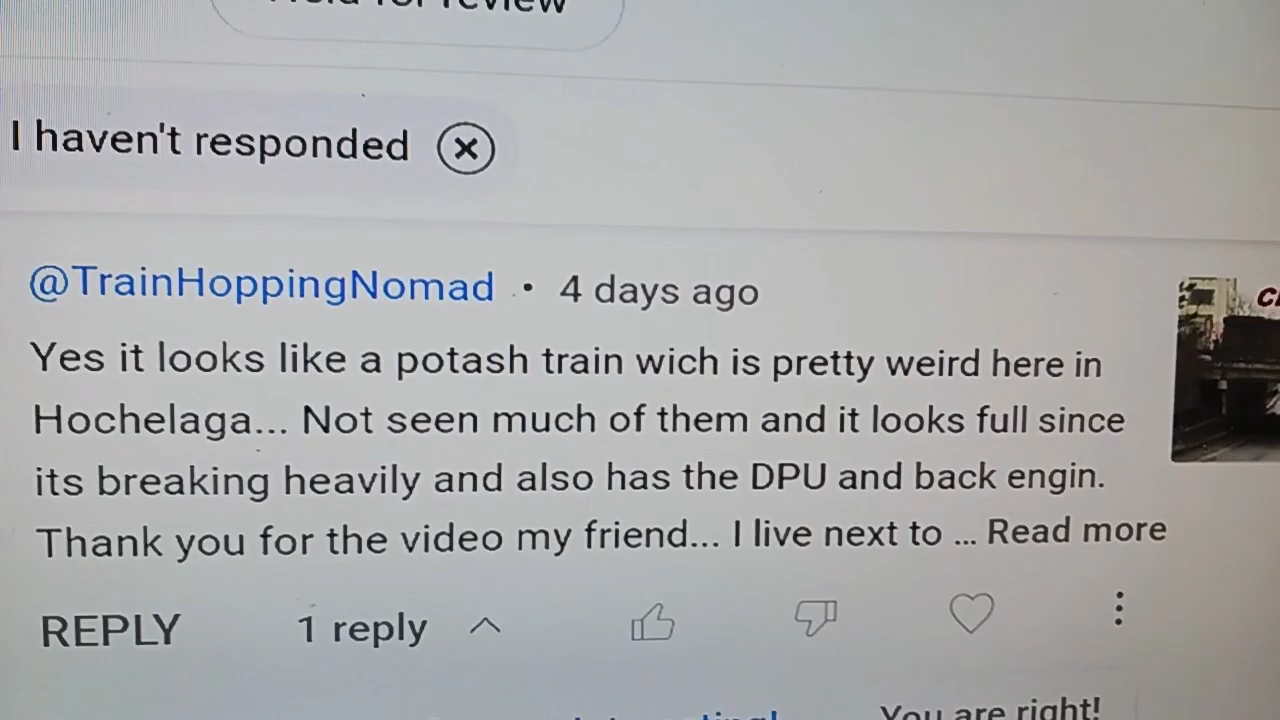 Hold for review
I haven't responded
@TrainHoppingNomad · 4 days ago
Yes it looks like a potash train wich is pretty weird here in
Hochelaga... Not seen much of them and it looks full since
its breaking heavily and also has the DPU and back engin.
Thank you for the video my friend... I live next to ... Read more
REPLY 1 reply
You are right!